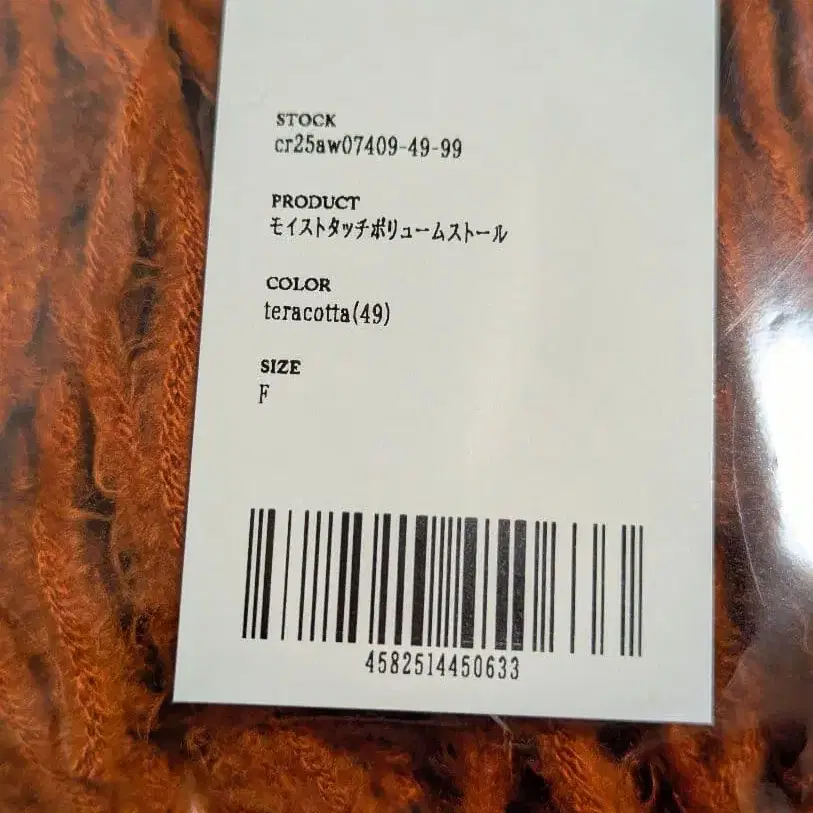 STOCK
cr25aw07409-49-99
PRODUCT
モイストタッチボリュームストール
COLOR
teracotta(49)
SIZE
F
4582514450633